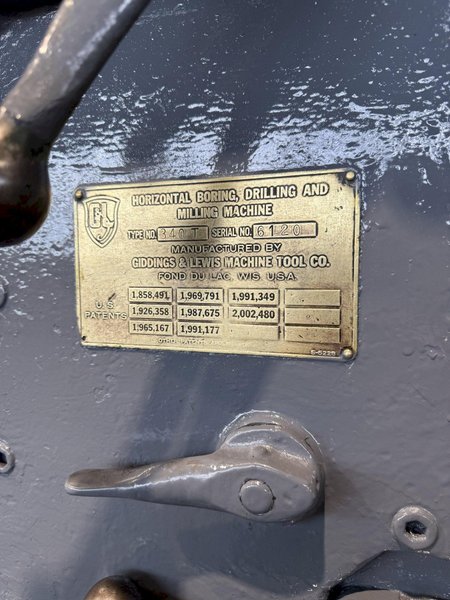 GL
HORIZONTAL BORING, DRILLING AND
MILLING MACHINE
TYPE NO. 340 T SERIAL NO. 6120
MANUFACTURED BY
GIDDINGS & LEWIS MACHINE TOOL CO.
FOND DU LAC, WIS. U.S.A.
U.S. PATENTS
1,858,491 1,969,791 1,991,349
1,926,358 1,987,675 2,002,480
1,965,167 1,991,177
S-5229